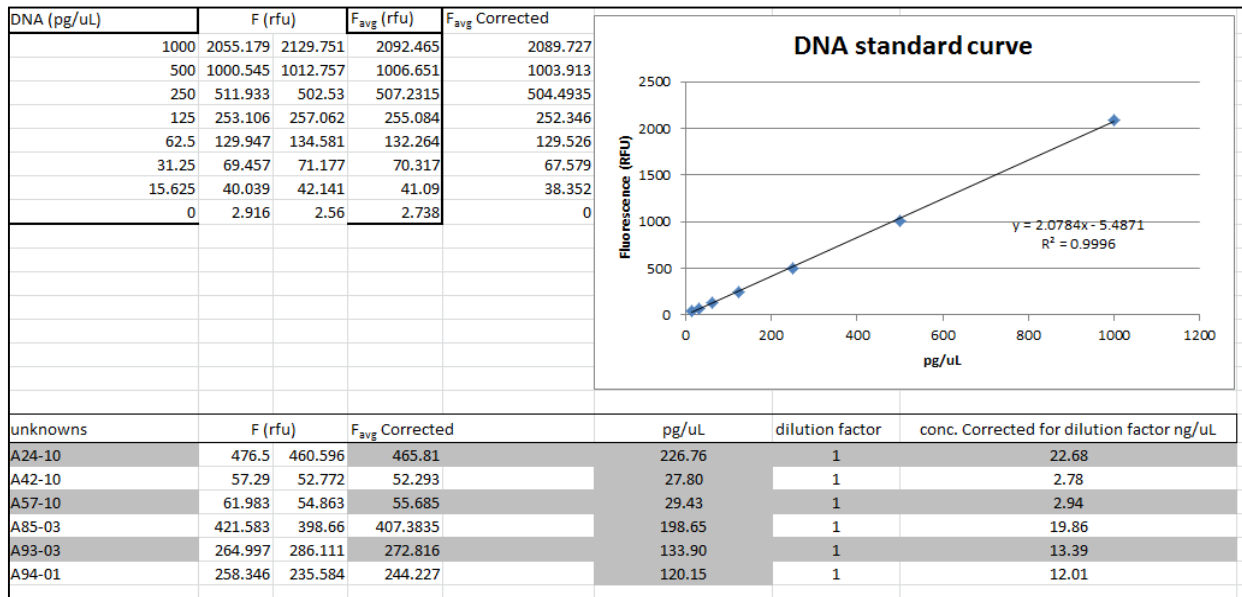 DNA (pg/uL) F (rfu) Favg (rfu) Favg Corrected
1000 2055.179 2129.751 2092.465 2089.727
500 1000.545 1012.757 1006.651 1003.913
250 511.933 502.53 507.2315 504.4935
125 253.106 257.062 255.084 252.346
62.5 129.947 134.581 132.264 129.526
31.25 69.457 71.177 70.317 67.579
15.625 40.039 42.141 41.09 38.352
0 2.916 2.56 2.738 0
DNA standard curve
Fluorescence (RFU)
2500
2000
1500
1000
500
0
y = 2.0784x - 5.4871
R² = 0.9996
0 200 400 600 800 1000 1200
pg/uL
unknowns F (rfu) Favg Corrected pg/uL dilution factor conc. Corrected for dilution factor ng/uL
A24-10 476.5 460.596 465.81 226.76 1 22.68
A42-10 57.29 52.772 52.293 27.80 1 2.78
A57-10 61.983 54.863 55.685 29.43 1 2.94
A85-03 421.583 398.66 407.3835 198.65 1 19.86
A93-03 264.997 286.111 272.816 133.90 1 13.39
A94-01 258.346 235.584 244.227 120.15 1 12.01